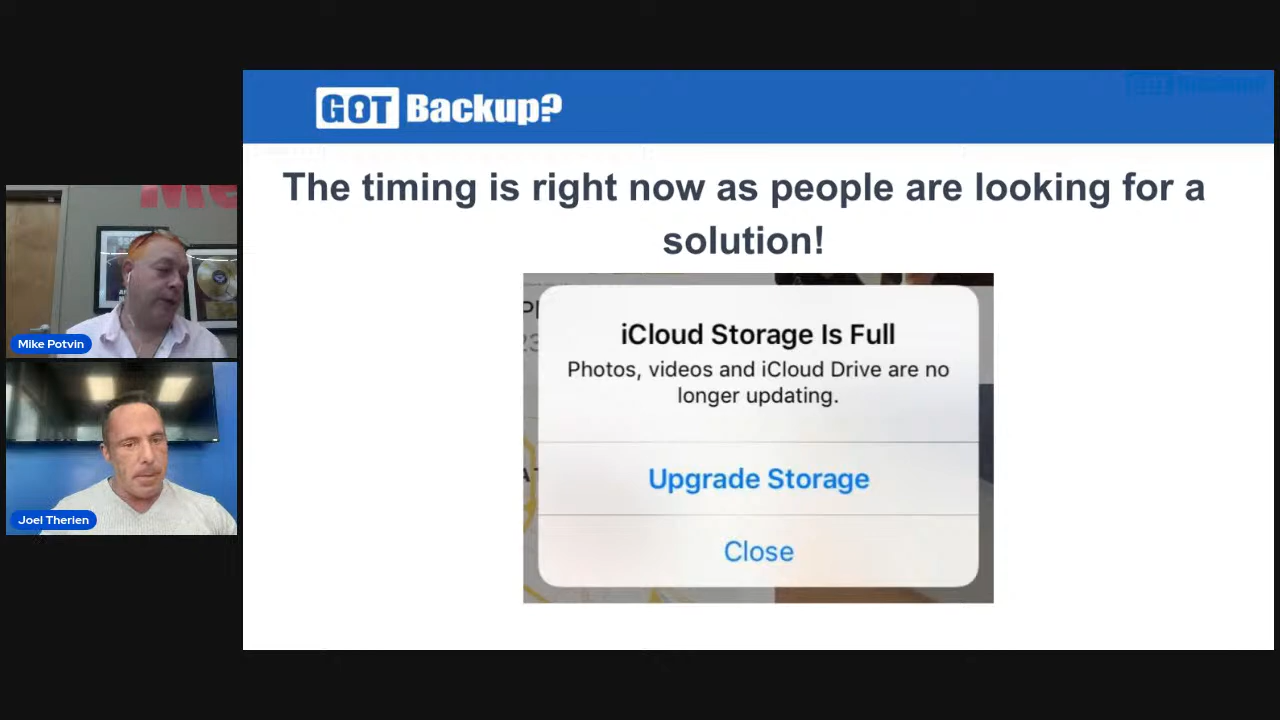 GOT Backup?
The timing is right now as people are looking for a
solution!
iCloud Storage Is Full
Photos, videos and iCloud Drive are no
longer updating.
Upgrade Storage
Close
Me
Mike Potvin
Joel Therien